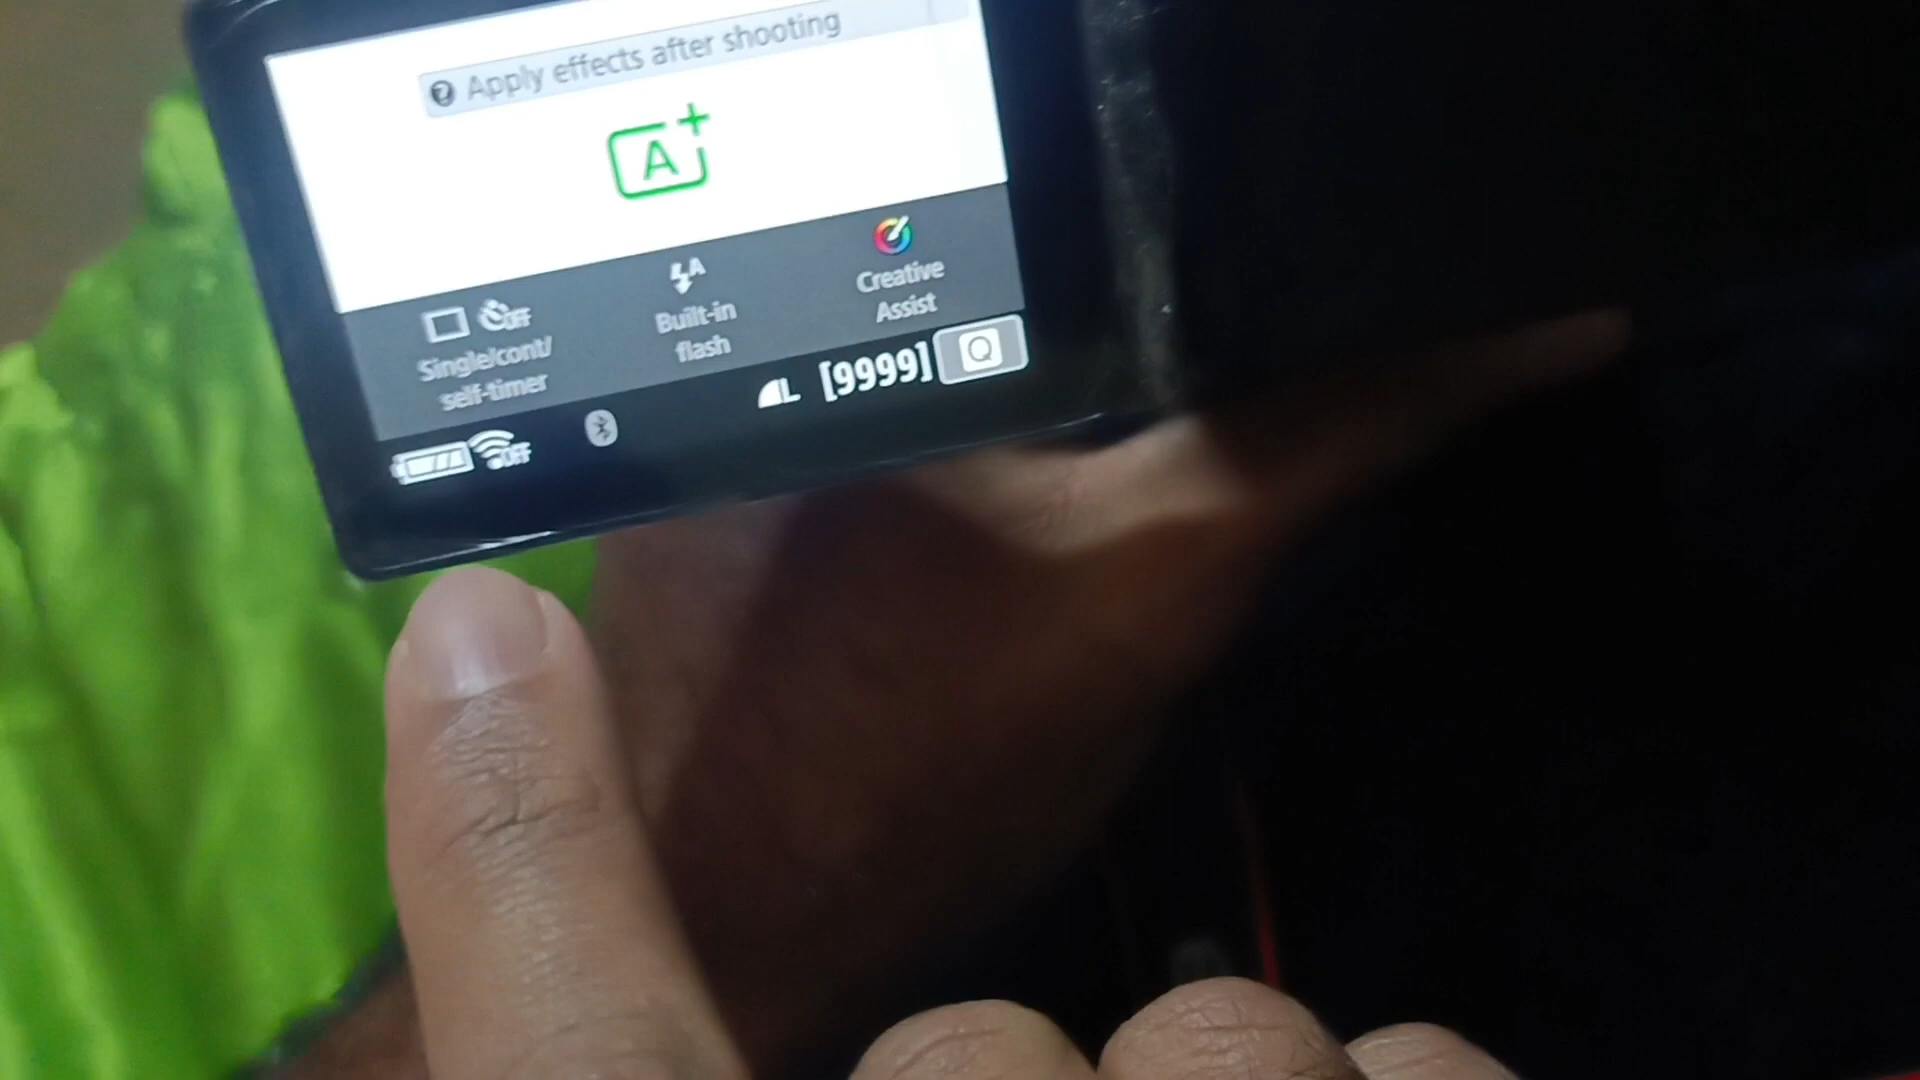 ? Apply effects after shooting
A+
OFF
A
Single/cont/
self-timer
Built-in
flash
Creative
Assist
L [9999] Q
OFF